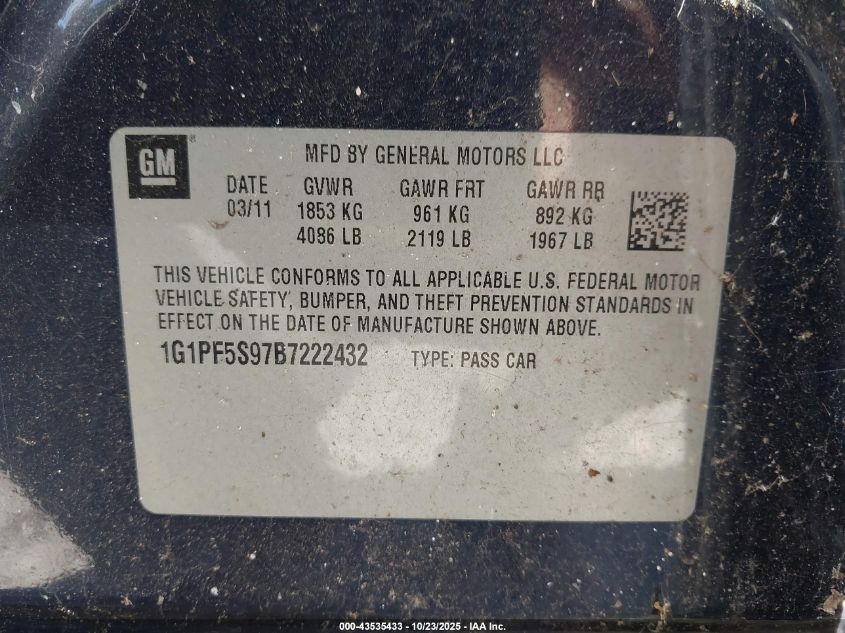 GM
MFD BY GENERAL MOTORS LLC
DATE GVWR GAWR FRT GAWR RR
03/11 1853 KG 961 KG 892 KG
4086 LB 2119 LB 1967 LB
THIS VEHICLE CONFORMS TO ALL APPLICABLE U.S. FEDERAL MOTOR
VEHICLE SAFETY, BUMPER, AND THEFT PREVENTION STANDARDS IN
EFFECT ON THE DATE OF MANUFACTURE SHOWN ABOVE.
1G1PF5S97B7222432 TYPE: PASS CAR
000-43535433 - 10/23/2025 - IAA Inc.